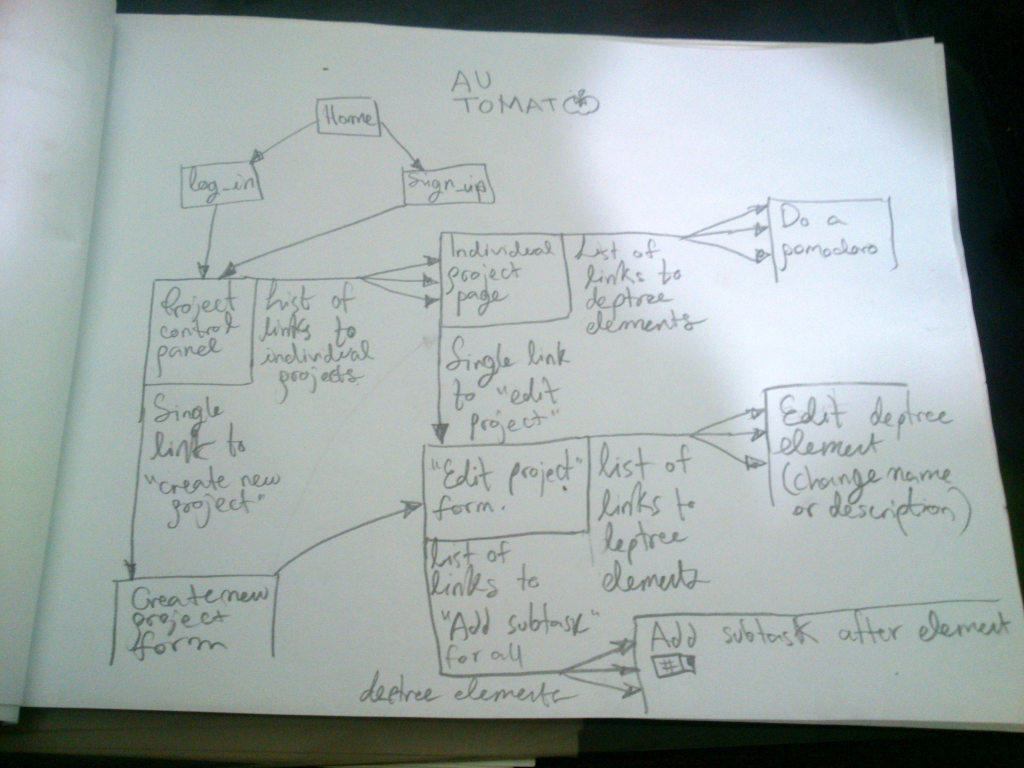 AU
TOMATO
Home
log_in
Sign_up
Project
control
panel
List of
links to
individual
projects
Individual
project
page
List of
links to
deptree
elements
Do a
pomodoro
Single
link to
"create new
project"
Single link
to "edit
project"
"Edit project"
form.
list of
links to
deptree
elements
Edit deptree
element
(change name
or description)
Create new
project
form
list of
links to
"Add subtask"
for all
deptree elements
Add subtask after element
#